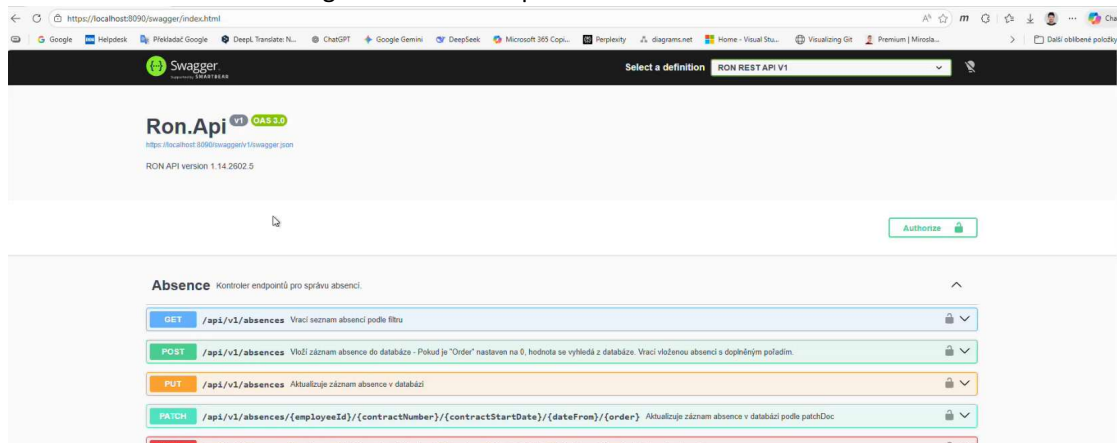 https://localhost:8090/swagger/index.html
Google Helpdesk Překladač Google DeepL Translate: N... ChatGPT Google Gemini DeepSeek Microsoft 365 Copi... Perplexity diagrams.net Home - Visual Stu... Visualizing Git Premium | Mirosla... Další oblíbené položky
Swagger.
Supported by SMARTBEAR
Select a definition RON REST API V1
Ron.Api v1 OAS 3.0
https://localhost:8090/swagger/v1/swagger.json
RON API version 1.14.2602.5
Authorize
Absence Kontroler endpointů pro správu absencí.
GET /api/v1/absences Vrací seznam absencí podle filtru
POST /api/v1/absences Vloží záznam absence do databáze - Pokud je "Order" nastaven na 0, hodnota se vyhledá z databáze. Vrací vloženou absenci s doplněným pořadím.
PUT /api/v1/absences Aktualizuje záznam absence v databázi
PATCH /api/v1/absences/{employeeId}/{contractNumber}/{contractStartDate}/{dateFrom}/{order} Aktualizuje záznam absence v databázi podle patchDoc